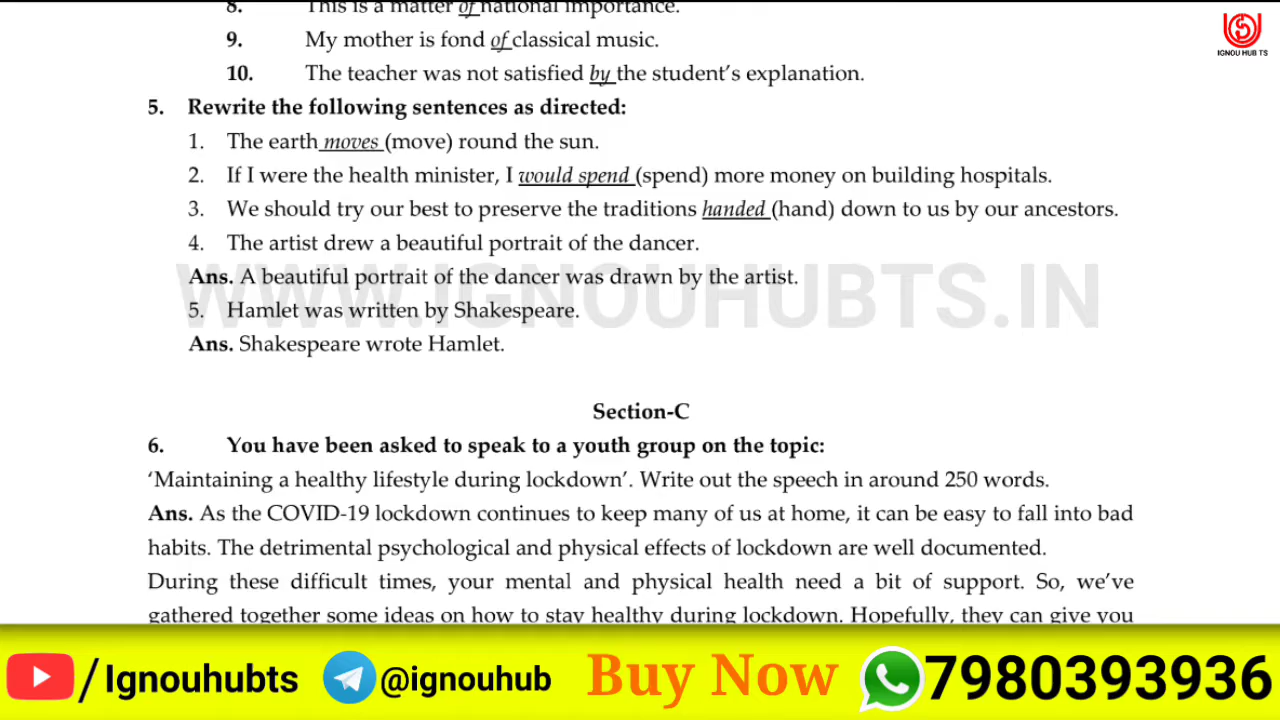 8. This is a matter of national importance.
9. My mother is fond of classical music.
10. The teacher was not satisfied by the student's explanation.
5. Rewrite the following sentences as directed:
1. The earth moves (move) round the sun.
2. If I were the health minister, I would spend (spend) more money on building hospitals.
3. We should try our best to preserve the traditions handed (hand) down to us by our ancestors.
4. The artist drew a beautiful portrait of the dancer.
Ans. A beautiful portrait of the dancer was drawn by the artist.
WWW.IGNOUHUBTS.IN
5. Hamlet was written by Shakespeare.
Ans. Shakespeare wrote Hamlet.
Section-C
6. You have been asked to speak to a youth group on the topic:
'Maintaining a healthy lifestyle during lockdown'. Write out the speech in around 250 words.
Ans. As the COVID-19 lockdown continues to keep many of us at home, it can be easy to fall into bad
habits. The detrimental psychological and physical effects of lockdown are well documented.
During these difficult times, your mental and physical health need a bit of support. So, we've
gathered together some ideas on how to stay healthy during lockdown. Hopefully, they can give you
IGNOU HUB TS
/Ignouhubts @ignouhub Buy Now 7980393936